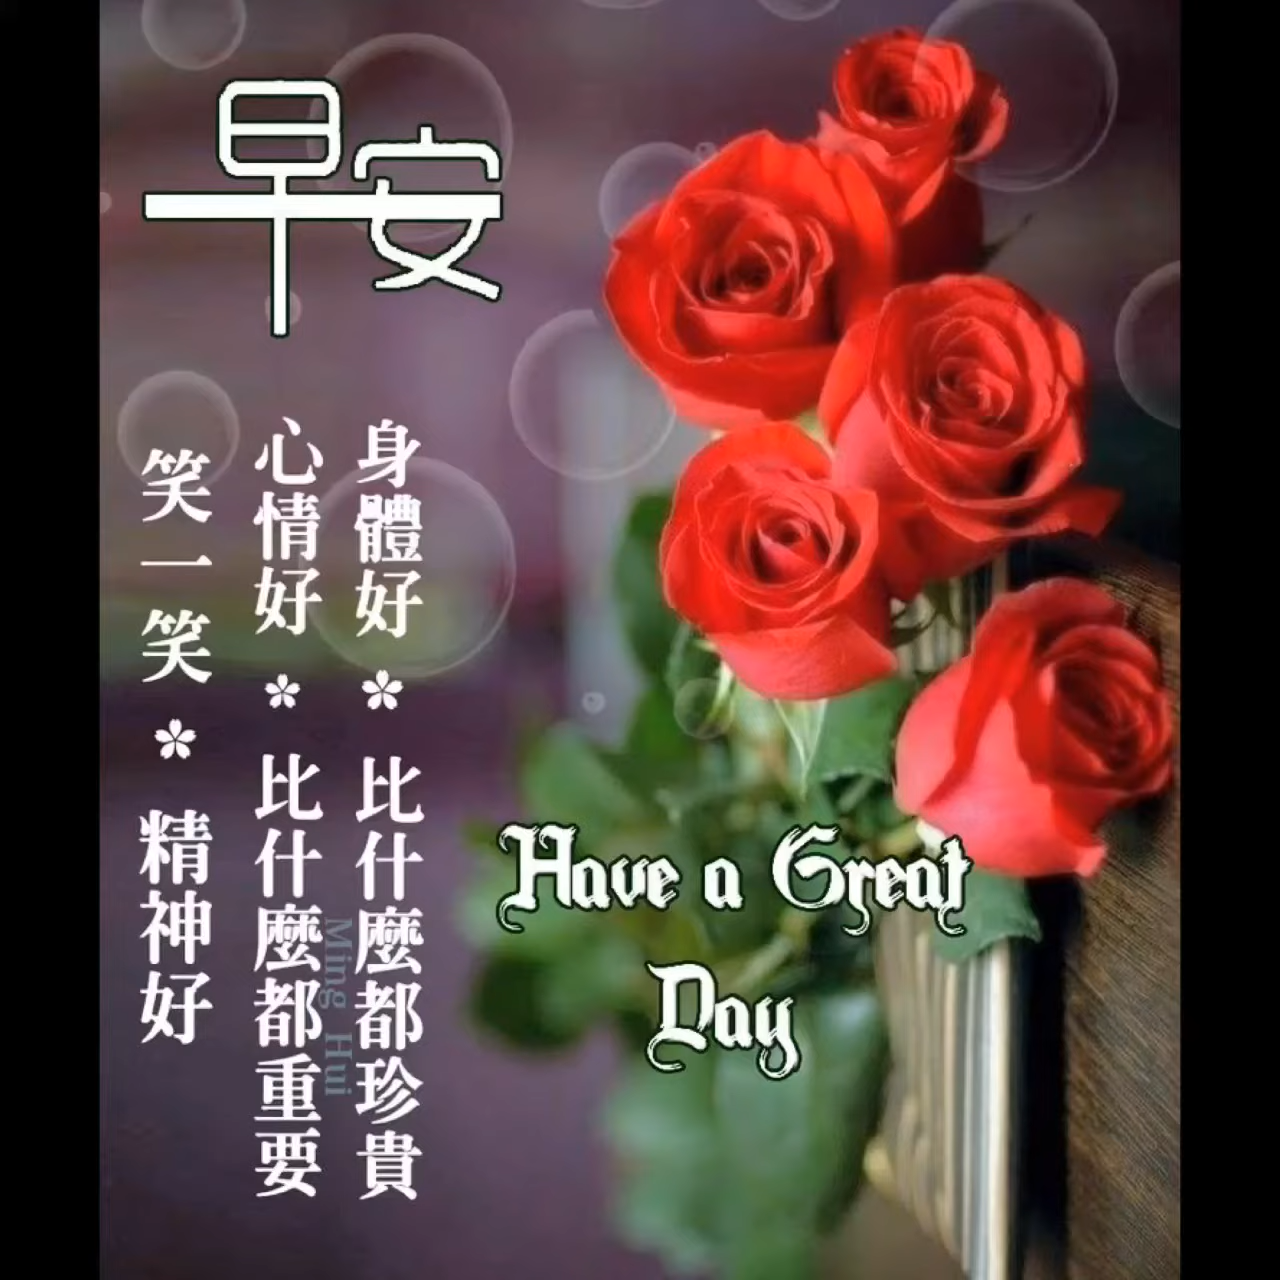 早安
身體好 比什麼都珍貴
心情好 比什麼都重要
笑一笑 精神好
Have a Great
Day
Ming Hui